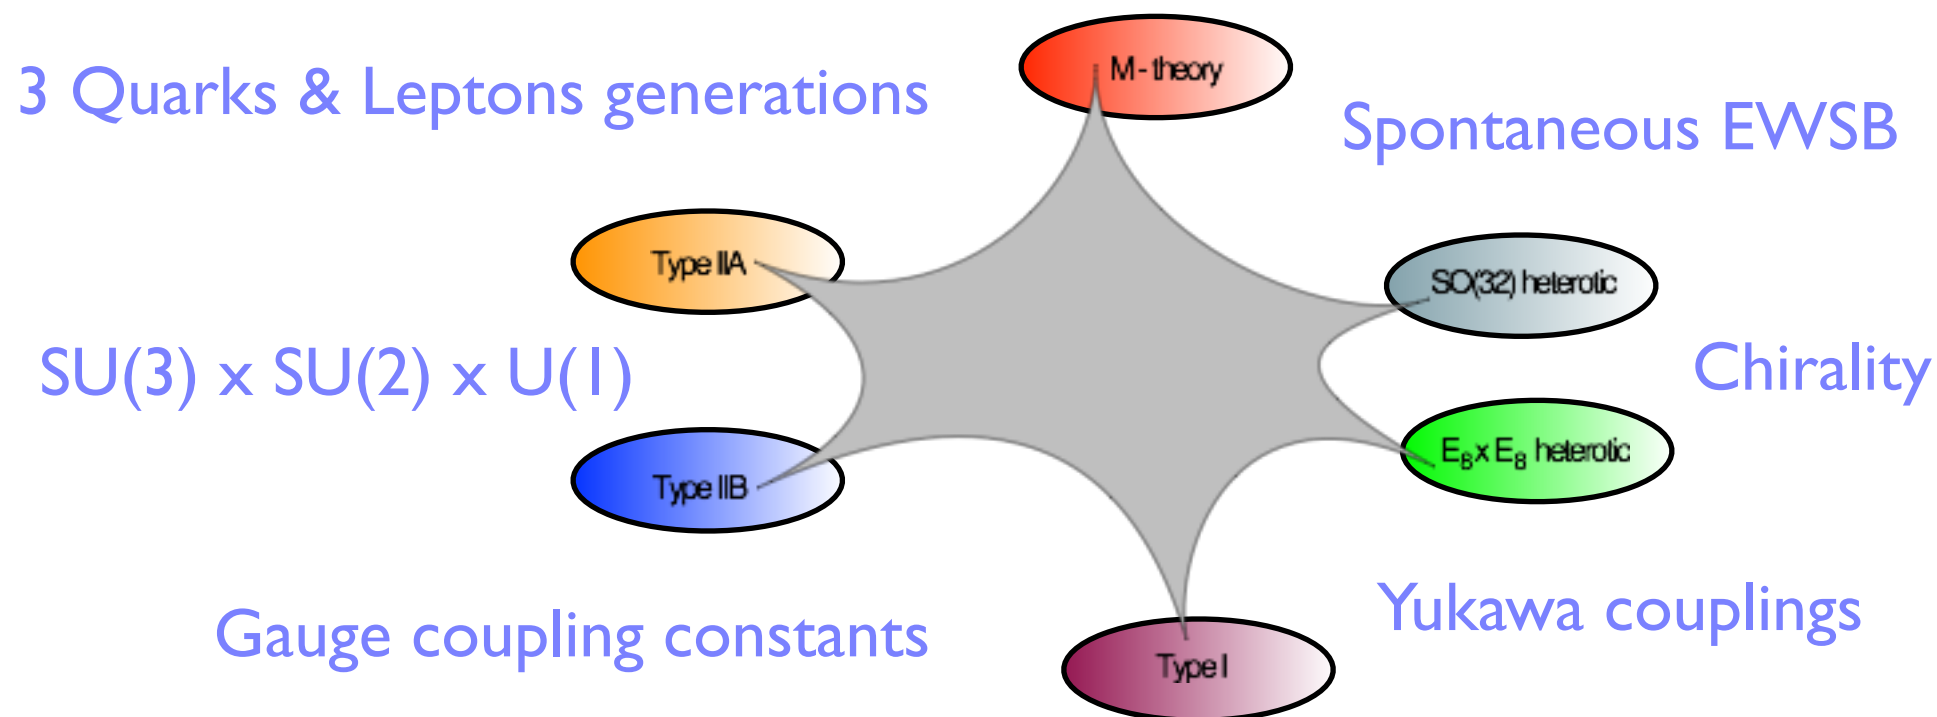 M - theory
3 Quarks & Leptons generations
Spontaneous EWSB
Type IIA
SO(32) heterotic
SU(3) x SU(2) x U(1)
Chirality
E₈ x E₈ heterotic
Type IIB
Yukawa couplings
Gauge coupling constants
Type I